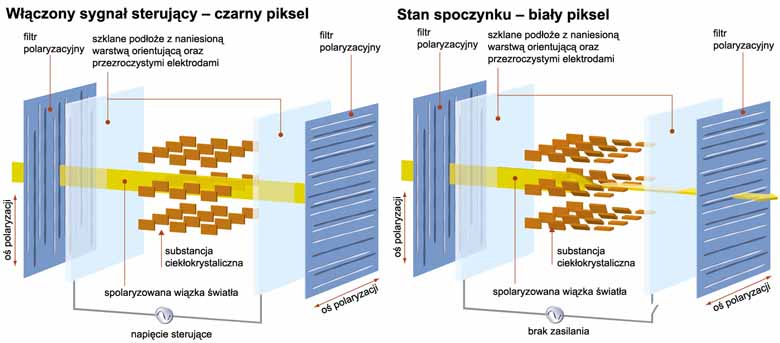 Włączony sygnał sterujący – czarny piksel
filtr
polaryzacyjny
szklane podłoże z naniesioną
warstwą orientującą oraz
przezroczystymi elektrodami
filtr
polaryzacyjny
oś polaryzacji
substancja
ciekłokrystaliczna
spolaryzowana wiązka światła
oś polaryzacji
napięcie sterujące
Stan spoczynku – biały piksel
filtr
polaryzacyjny
szklane podłoże z naniesioną
warstwą orientującą oraz
przezroczystymi elektrodami
filtr
polaryzacyjny
oś polaryzacji
substancja
ciekłokrystaliczna
spolaryzowana wiązka światła
oś polaryzacji
brak zasilania